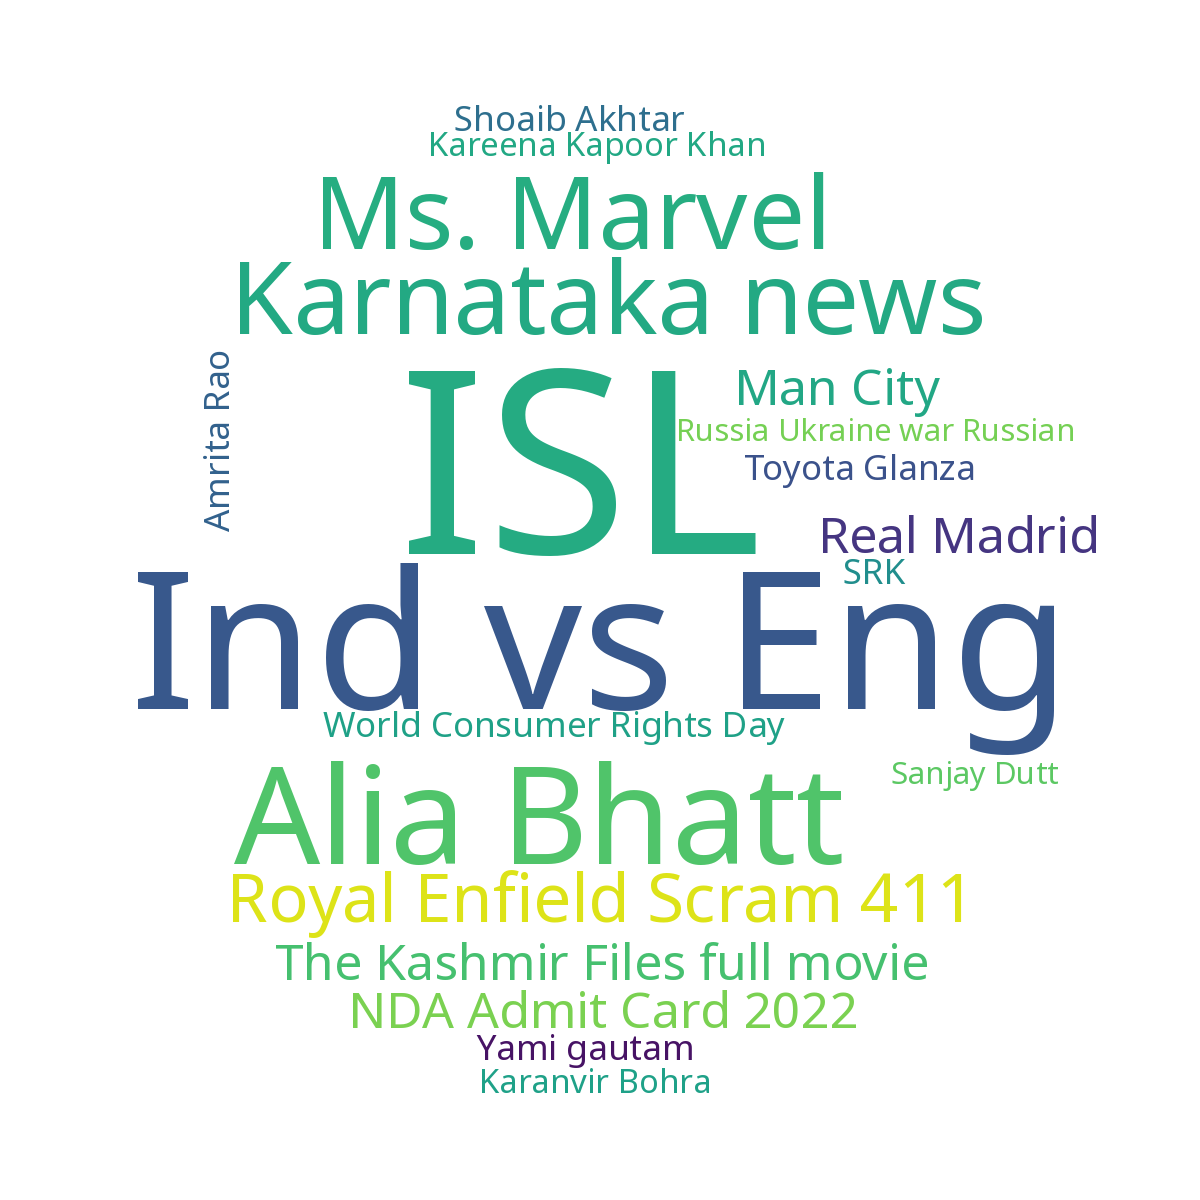 Shoaib Akhtar
Kareena Kapoor Khan
Ms. Marvel
Karnataka news
Amrita Rao
ISL
Man City
Russia Ukraine war Russian
Toyota Glanza
Real Madrid
SRK
Ind vs Eng
World Consumer Rights Day
Sanjay Dutt
Alia Bhatt
Royal Enfield Scram 411
The Kashmir Files full movie
NDA Admit Card 2022
Yami gautam
Karanvir Bohra